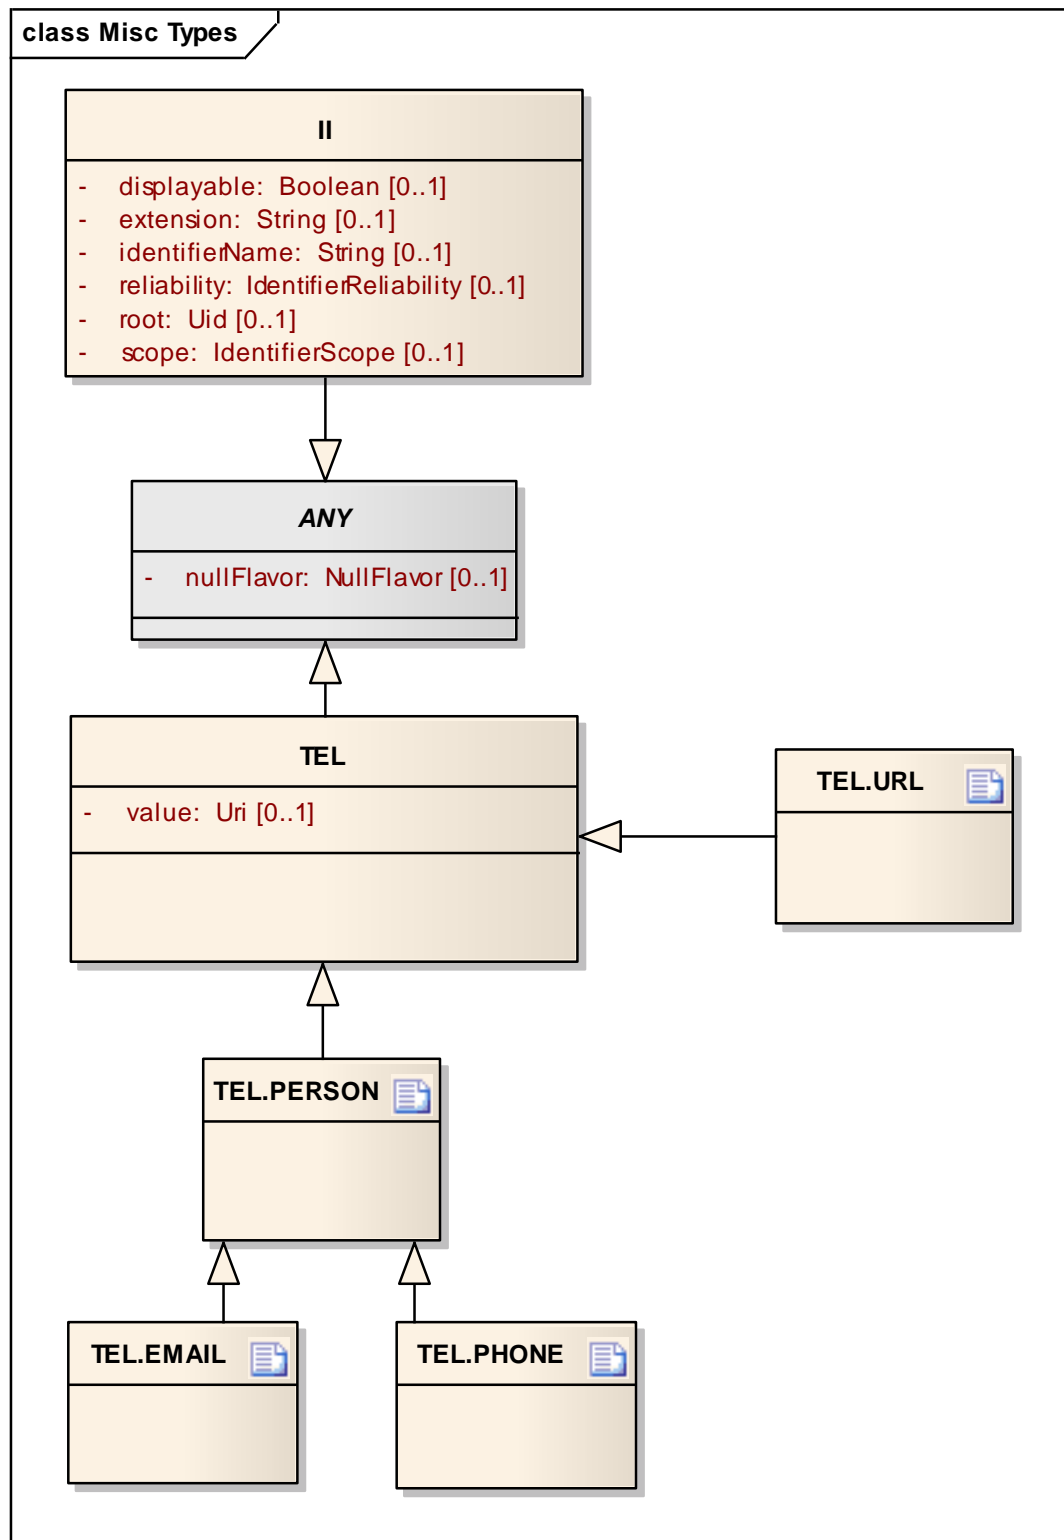 class Misc Types
II
- displayable: Boolean [0..1]
- extension: String [0..1]
- identifierName: String [0..1]
- reliability: IdentifierReliability [0..1]
- root: Uid [0..1]
- scope: IdentifierScope [0..1]
ANY
- nullFlavor: NullFlavor [0..1]
TEL
- value: Uri [0..1]
TEL.URL
TEL.PERSON
TEL.EMAIL
TEL.PHONE